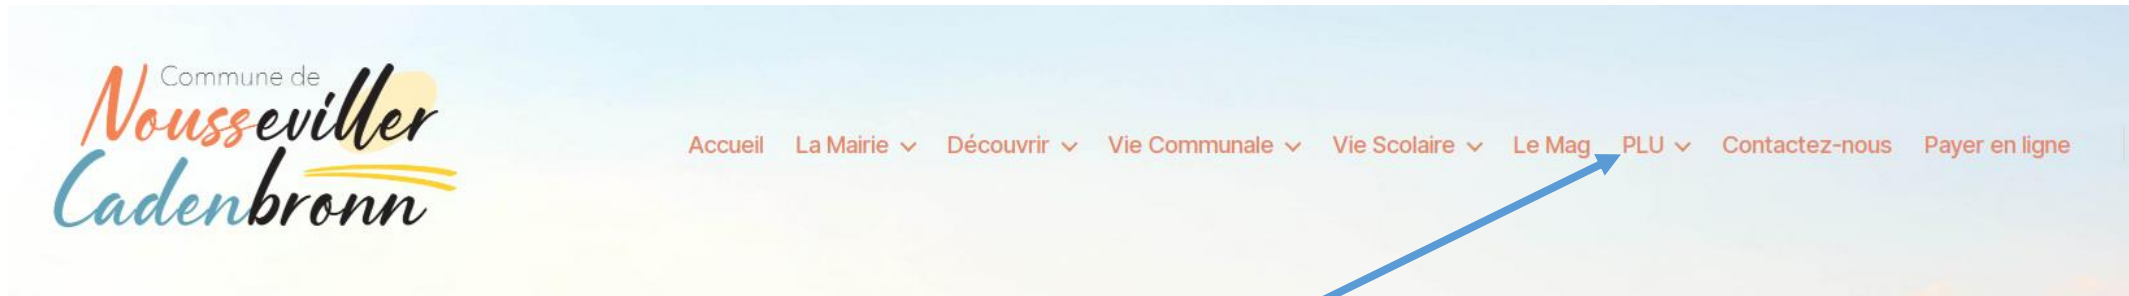 Commune de
Nousseviller
Cadenbronn
Accueil La Mairie Découvrir Vie Communale Vie Scolaire Le Mag PLU Contactez-nous Payer en ligne